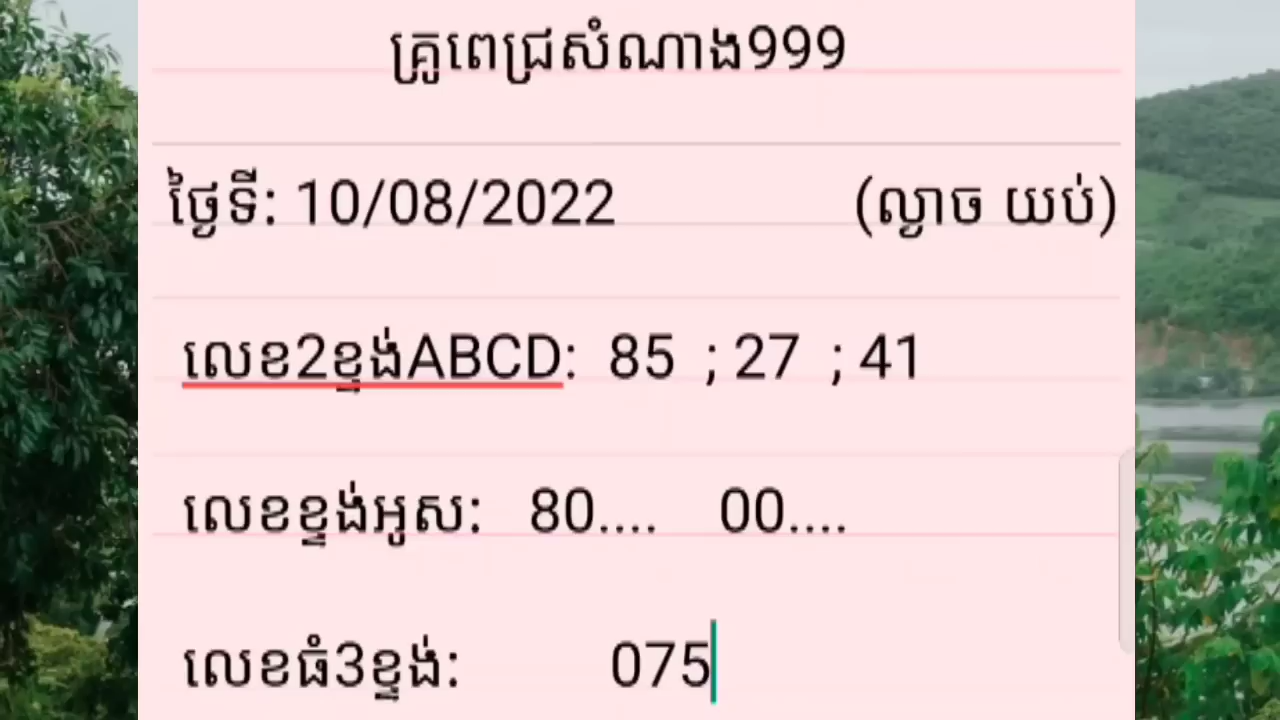 គ្រូពេជ្រសំណាង999
ថ្ងៃទី: 10/08/2022 (ល្ងាច យប់)
លេខ2ខ្ទង់ABCD: 85 ; 27 ; 41
លេខខ្ទង់អូស: 80.... 00....
លេខធំ3ខ្ទង់: 075